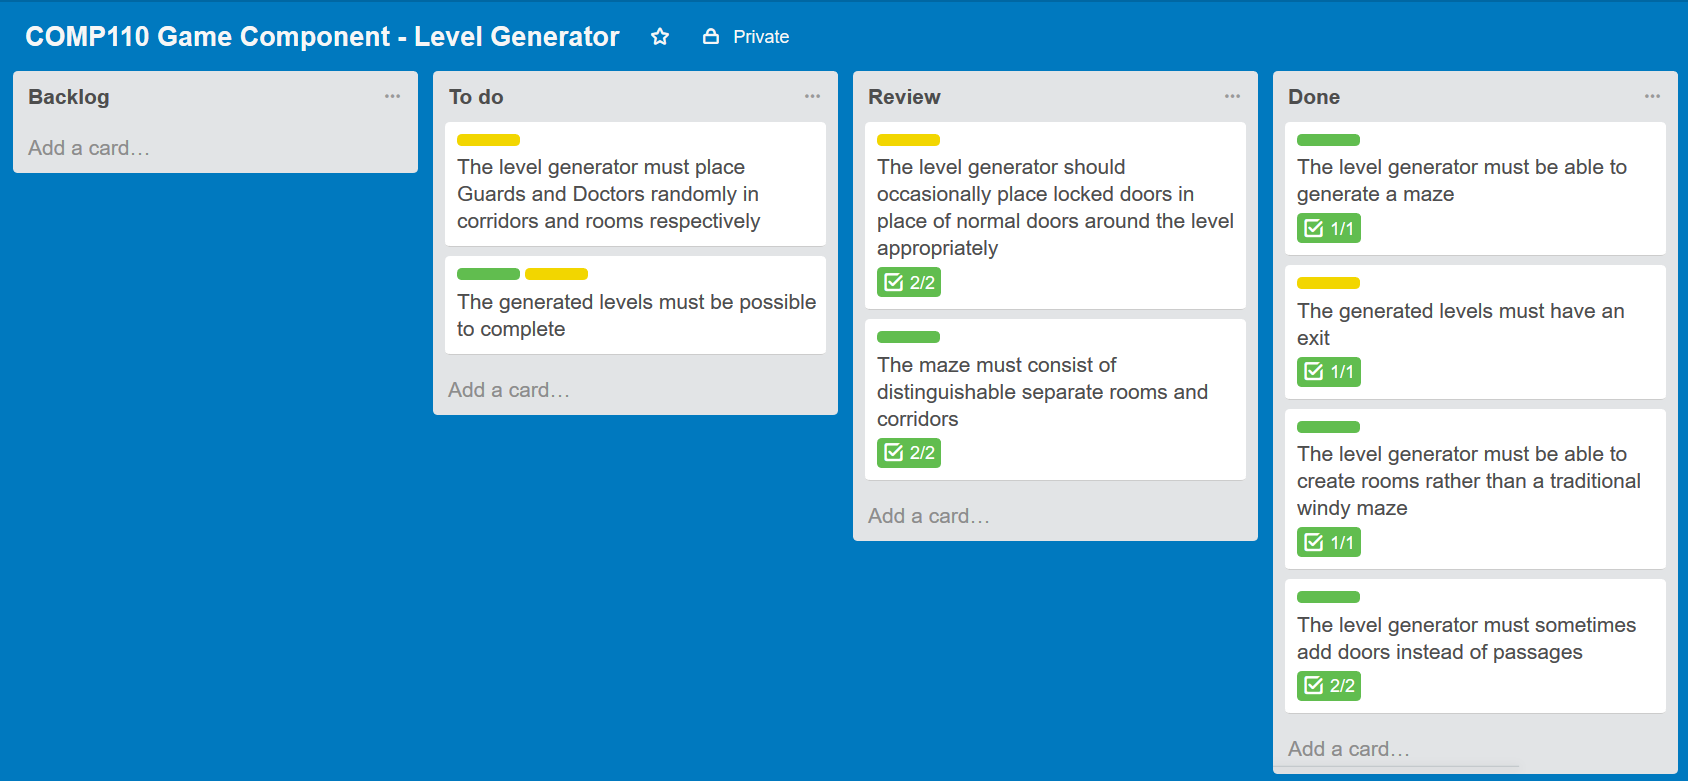 COMP110 Game Component - Level Generator Private
Backlog
Add a card…
To do
The level generator must place
Guards and Doctors randomly in
corridors and rooms respectively
The generated levels must be possible
to complete
Add a card…
Review
The level generator should
occasionally place locked doors in
place of normal doors around the level
appropriately
2/2
The maze must consist of
distinguishable separate rooms and
corridors
2/2
Add a card…
Done
The level generator must be able to
generate a maze
1/1
The generated levels must have an
exit
1/1
The level generator must be able to
create rooms rather than a traditional
windy maze
1/1
The level generator must sometimes
add doors instead of passages
2/2
Add a card…